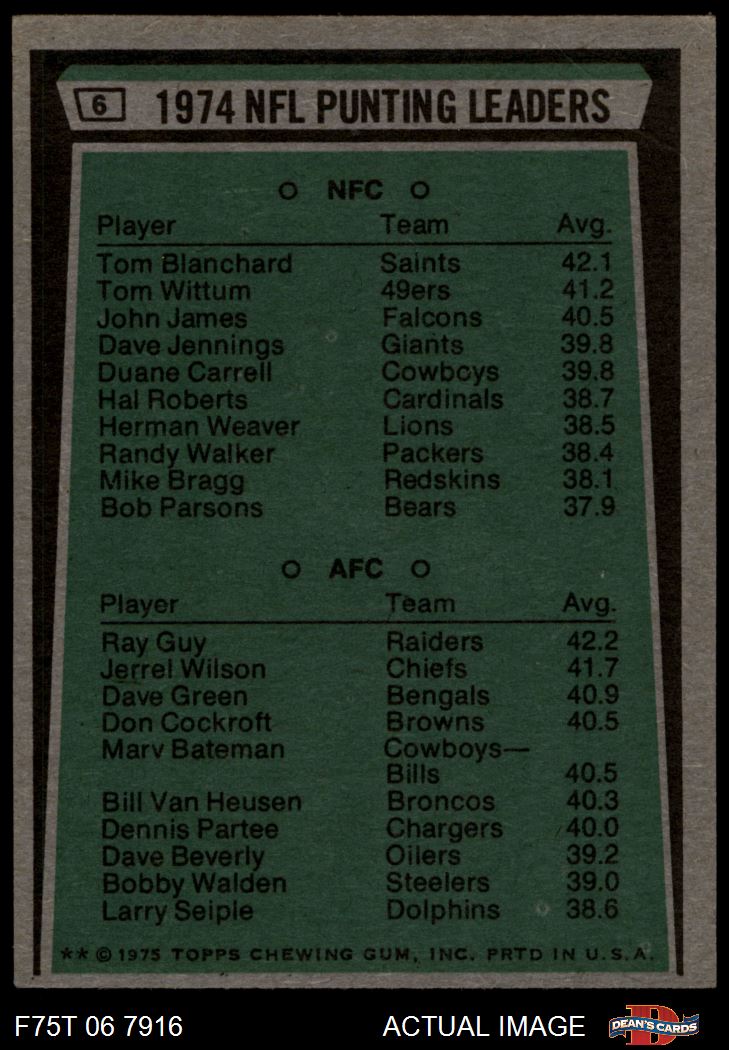 6 1974 NFL PUNTING LEADERS
NFC
Player Team Avg.
Tom Blanchard Saints 42.1
Tom Wittum 49ers 41.2
John James Falcons 40.5
Dave Jennings Giants 39.8
Duane Carrell Cowboys 39.8
Hal Roberts Cardinals 38.7
Herman Weaver Lions 38.5
Randy Walker Packers 38.4
Mike Bragg Redskins 38.1
Bob Parsons Bears 37.9
AFC
Player Team Avg.
Ray Guy Raiders 42.2
Jerrel Wilson Chiefs 41.7
Dave Green Bengals 40.9
Don Cockroft Browns 40.5
Marv Bateman Cowboys—
Bills 40.5
Bill Van Heusen Broncos 40.3
Dennis Partee Chargers 40.0
Dave Beverly Oilers 39.2
Bobby Walden Steelers 39.0
Larry Seiple Dolphins 38.6
** © 1975 TOPPS CHEWING GUM, INC. PRTD IN U.S.A.
F75T 06 7916 ACTUAL IMAGE DEAN'S CARDS